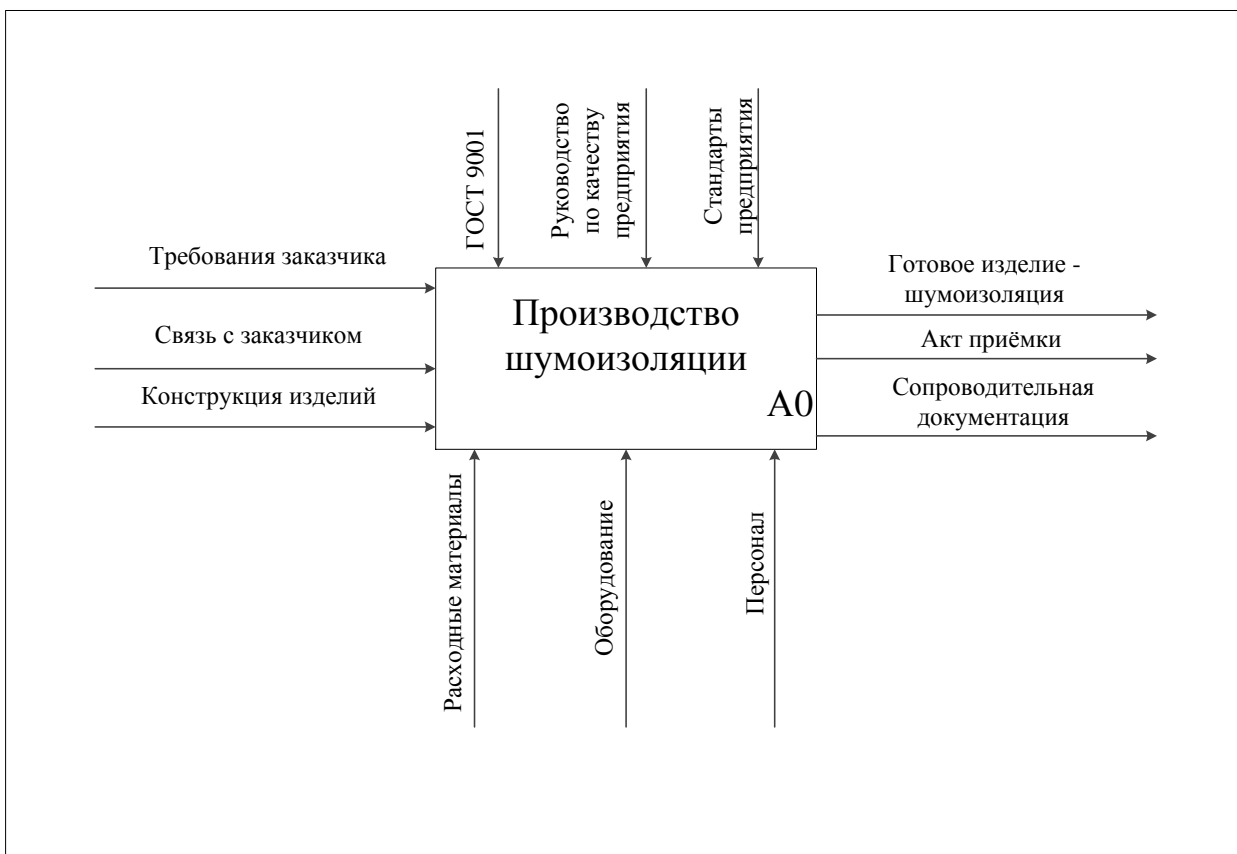 ГОСТ 9001
Руководство
по качеству
предприятия
Стандарты
предприятия
Требования заказчика
Связь с заказчиком
Конструкция изделий
Производство
шумоизоляции
А0
Готовое изделие -
шумоизоляция
Акт приёмки
Сопроводительная
документация
Расходные материалы
Оборудование
Персонал